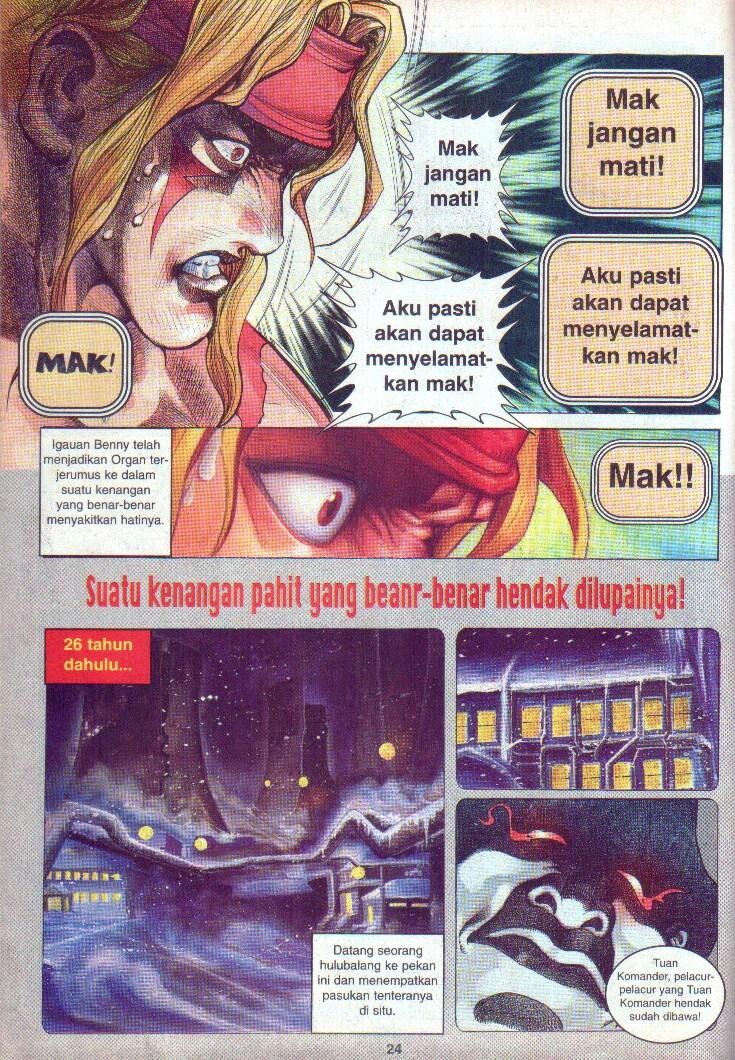 Mak
jangan
mati!
Mak
jangan
mati!
Aku pasti
akan dapat
menyelamat-
kan mak!
Aku pasti
akan dapat
menyelamat-
kan mak!
MAK!
Igauan Benny telah
menjadikan Organ ter-
jerumus ke dalam
suatu kenangan
yang benar-benar
menyakitkan hatinya.
Mak!!
Suatu kenangan pahit yang beanr-benar hendak dilupainya!
26 tahun
dahulu...
Datang seorang
hulubalang ke pekan
ini dan menempatkan
pasukan tenteranya
di situ.
Tuan
Komander, pelacur-
pelacur yang Tuan
Komander hendak
sudah dibawa!
24